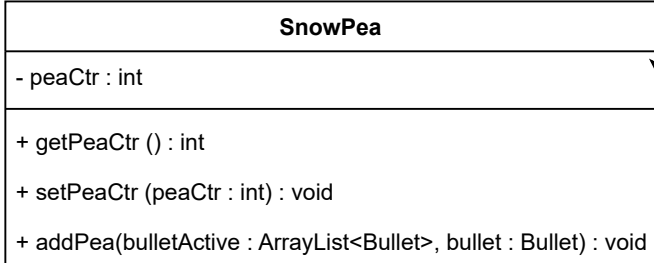 SnowPea
- peaCtr : int
+ getPeaCtr () : int
+ setPeaCtr (peaCtr : int) : void
+ addPea(bulletActive : ArrayList<Bullet>, bullet : Bullet) : void